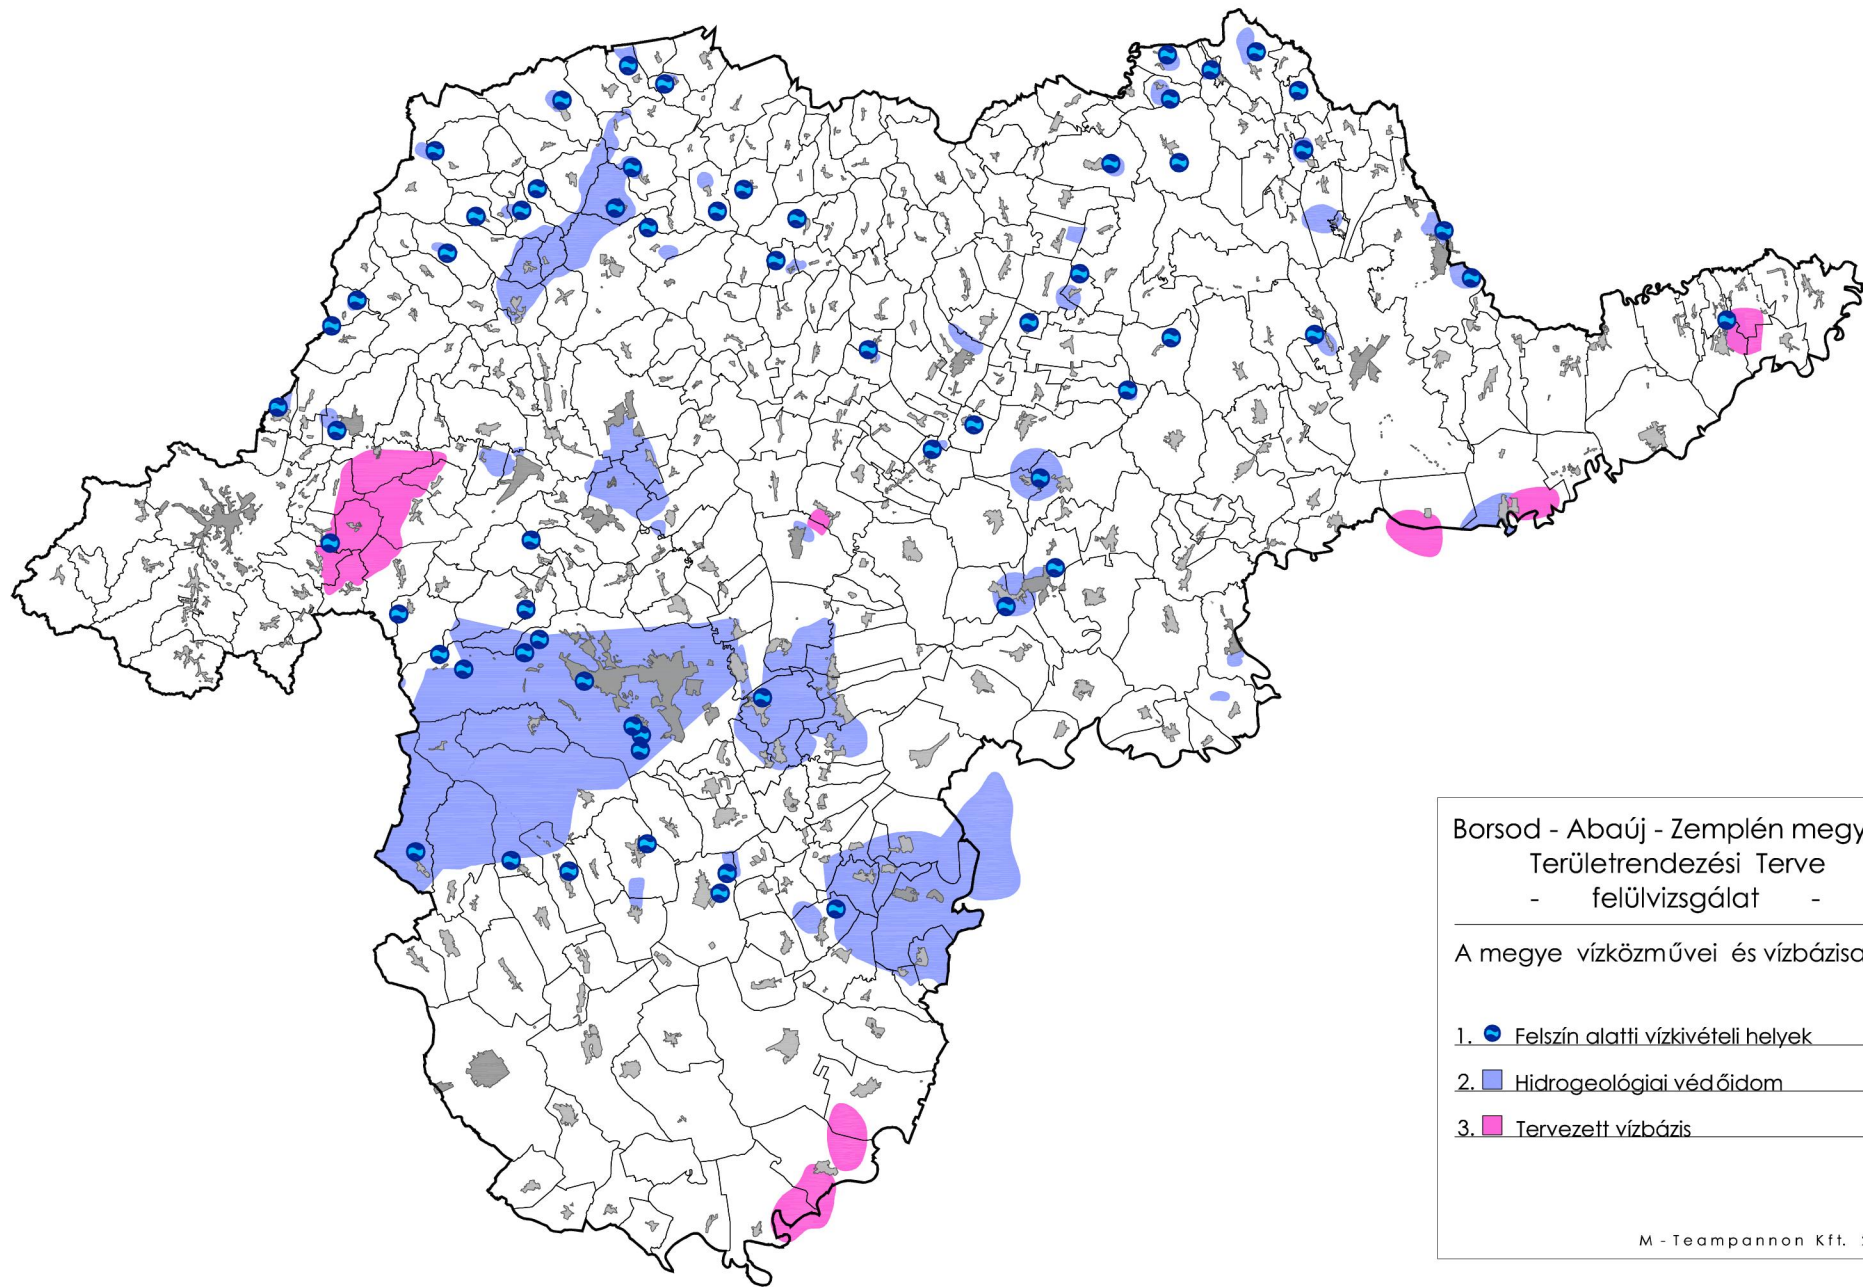 Borsod - Abaúj - Zemplén megy
Területrendezési Terve
- felülvizsgálat -
A megye vízközművei és vízbázisa
1. Felszín alatti vízkivételi helyek
2. Hidrogeológiai védőidom
3. Tervezett vízbázis
M - Teampannon Kft.